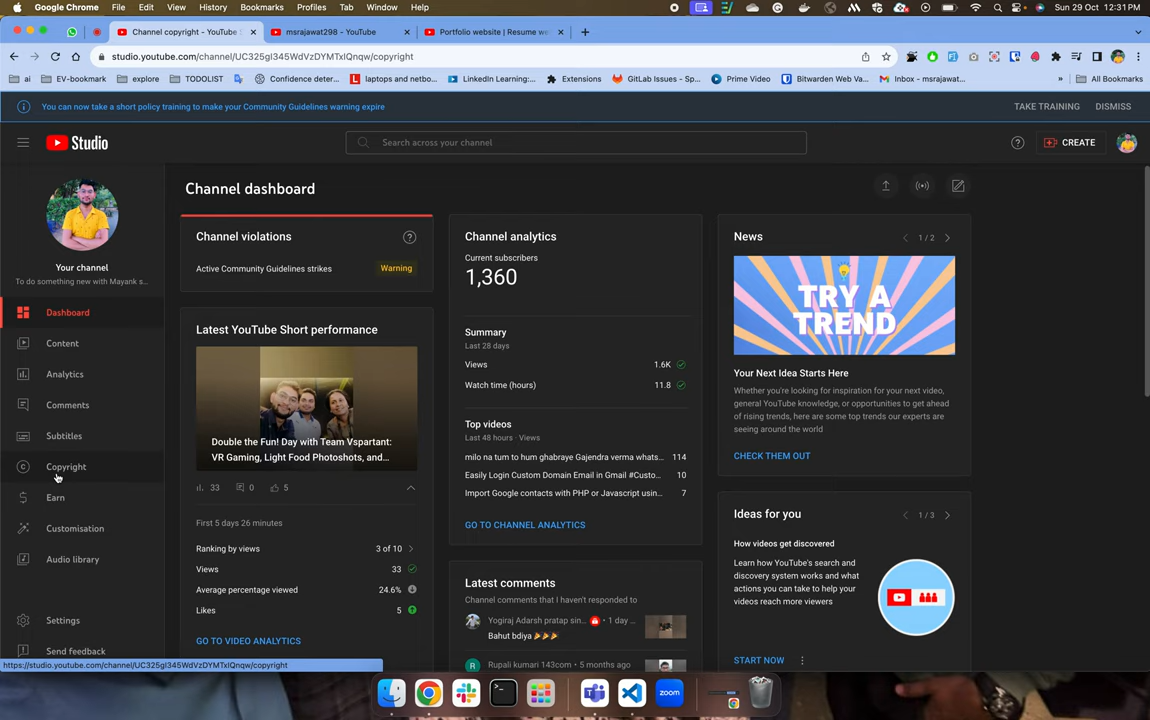 Google Chrome File Edit View History Bookmarks Profiles Tab Window Help Sun 29 Oct 12:31 PM
Channel copyright - YouTube S msrajawat298 - YouTube Portfolio website | Resume w
studio.youtube.com/channel/UC325gI345WdVzDYMTxlQnqw/copyright
ai EV-bookmark explore TODOLIST Confidence deter... laptops and netbo... LinkedIn Learning:... Extensions GitLab Issues - Sp... Prime Video Bitwarden Web Va... Inbox - msrajawat... » All Bookmarks
You can now take a short policy training to make your Community Guidelines warning expire TAKE TRAINING DISMISS
Studio Search across your channel CREATE
Channel dashboard
Your channel
To do something new with Mayank s...
Dashboard
Content
Analytics
Comments
Subtitles
Copyright
Earn
Customisation
Audio library
Settings
Send feedback
https://studio.youtube.com/channel/UC325gI345WdVzDYMTxlQnqw/copyright
Channel violations
Active Community Guidelines strikes Warning
Latest YouTube Short performance
Double the Fun! Day with Team Vspartant:
VR Gaming, Light Food Photoshots, and...
33 0 5
First 5 days 26 minutes
Ranking by views 3 of 10
Views 33
Average percentage viewed 24.6%
Likes 5
GO TO VIDEO ANALYTICS
Channel analytics
Current subscribers
1,360
Summary
Last 28 days
Views 1.6K
Watch time (hours) 11.8
Top videos
Last 48 hours · Views
milo na tum to hum ghabraye Gajendra verma whats... 114
Easily Login Custom Domain Email in Gmail #Custo... 10
Import Google contacts with PHP or Javascript usin... 7
GO TO CHANNEL ANALYTICS
Latest comments
Channel comments that I haven't responded to
Yogiraj Adarsh pratap sin... • 1 day ...
Bahut bdiya
R Rupali kumari 143com • 5 months ago
News 1 / 2
TRY A
TREND
Your Next Idea Starts Here
Whether you're looking for inspiration for your next video,
general YouTube knowledge, or opportunities to get ahead
of rising trends, here are some top trends our experts are
seeing around the world
CHECK THEM OUT
Ideas for you 1 / 3
How videos get discovered
Learn how YouTube's search and
discovery system works and what
actions you can take to help your
videos reach more viewers
START NOW
zoom